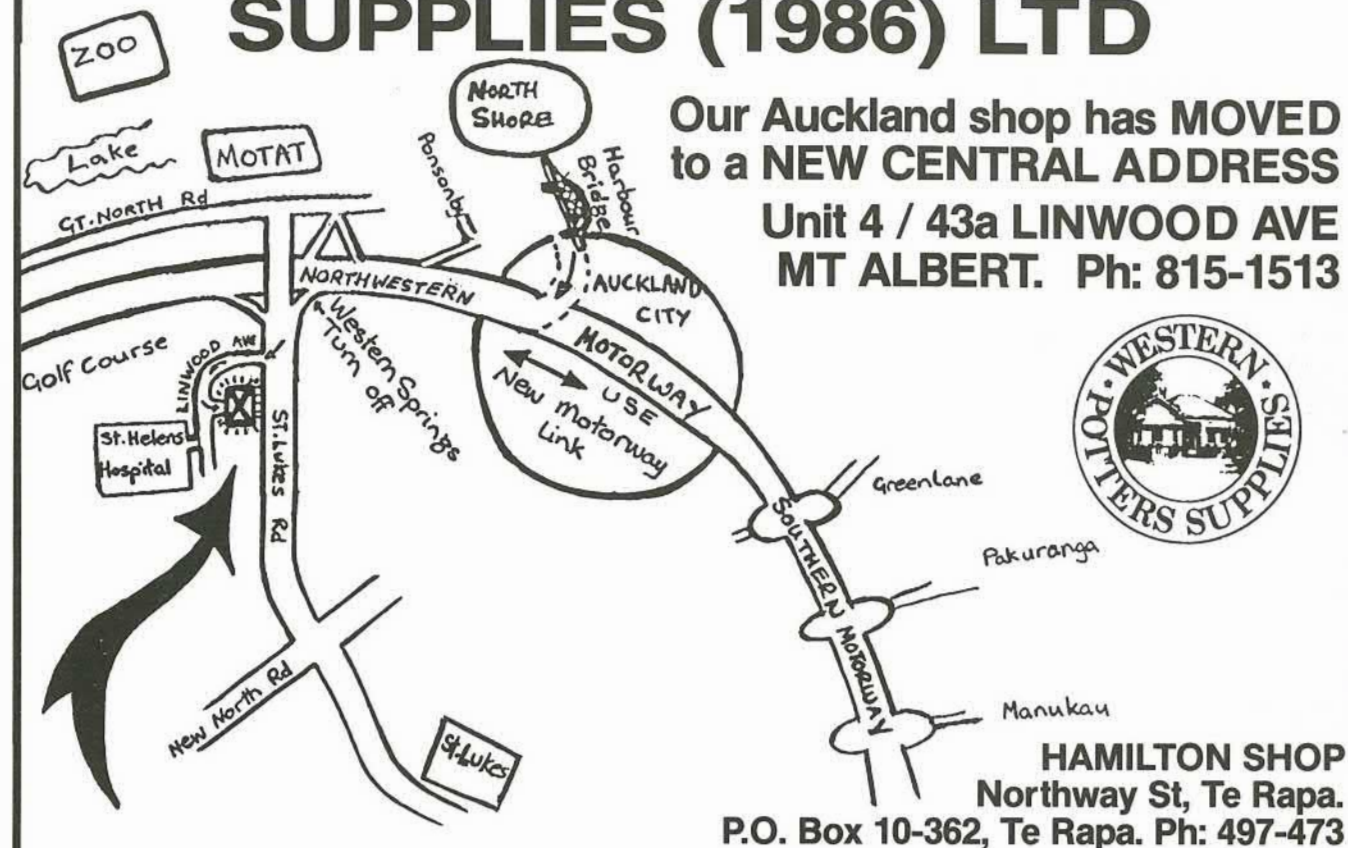 SUPPLIES (1986) LTD
Our Auckland shop has MOVED
to a NEW CENTRAL ADDRESS
Unit 4 / 43a LINWOOD AVE
MT ALBERT. Ph: 815-1513
ZOO
Lake
MOTAT
GT. NORTH Rd
NORTH
SHORE
Ponsonby
Harbour
Bridge
NORTHWESTERN
MOTORWAY
AUCKLAND
CITY
USE
New Motorway
Link
Western Springs
Turn off
Golf Course
LINWOOD AVE
St. Helens
Hospital
ST. LUKES Rd
New North Rd
St. Lukes
SOUTHERN MOTORWAY
Greenlane
Pakuranga
Manukau
· WESTERN ·
POTTERS SUPPLIES
HAMILTON SHOP
Northway St, Te Rapa.
P.O. Box 10-362, Te Rapa. Ph: 497-473